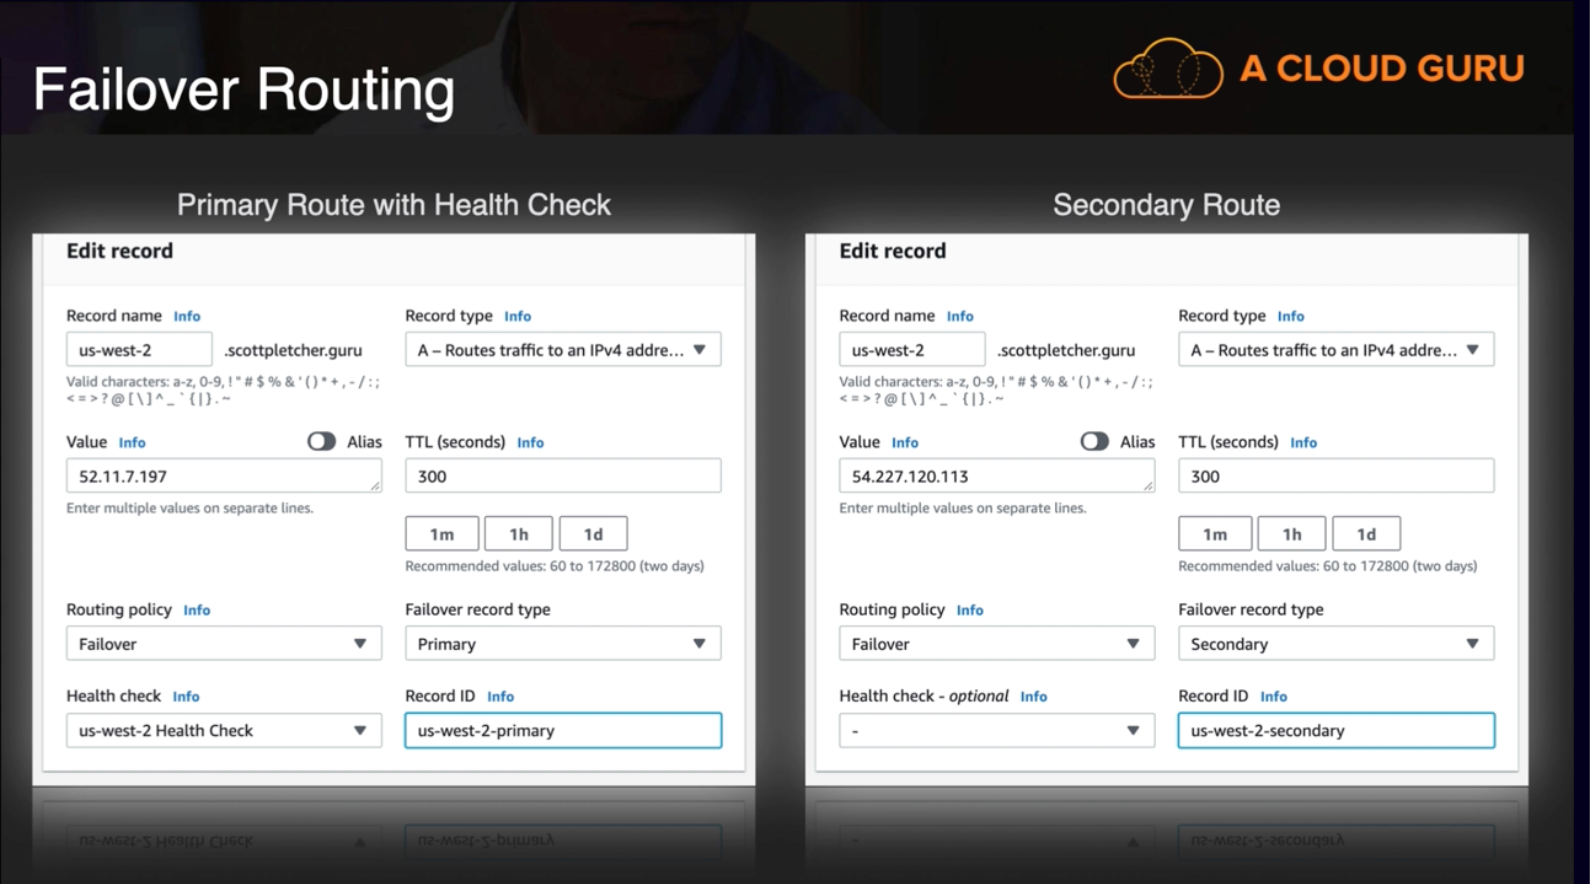 Failover Routing
A CLOUD GURU
Primary Route with Health Check
Edit record
Record name Info
Record type Info
us-west-2 .scottpletcher.guru
A – Routes traffic to an IPv4 addre...
Valid characters: a-z, 0-9, ! " # $ % & ' ( ) * + , - / : ;
< = > ? @ [ \ ] ^ _ ` { | } . ~
Value Info
Alias
TTL (seconds) Info
52.11.7.197
300
Enter multiple values on separate lines.
1m 1h 1d
Recommended values: 60 to 172800 (two days)
Routing policy Info
Failover record type
Failover
Primary
Health check Info
Record ID Info
us-west-2 Health Check
us-west-2-primary
Secondary Route
Edit record
Record name Info
Record type Info
us-west-2 .scottpletcher.guru
A – Routes traffic to an IPv4 addre...
Valid characters: a-z, 0-9, ! " # $ % & ' ( ) * + , - / : ;
< = > ? @ [ \ ] ^ _ ` { | } . ~
Value Info
Alias
TTL (seconds) Info
54.227.120.113
300
Enter multiple values on separate lines.
1m 1h 1d
Recommended values: 60 to 172800 (two days)
Routing policy Info
Failover record type
Failover
Secondary
Health check - optional Info
Record ID Info
-
us-west-2-secondary